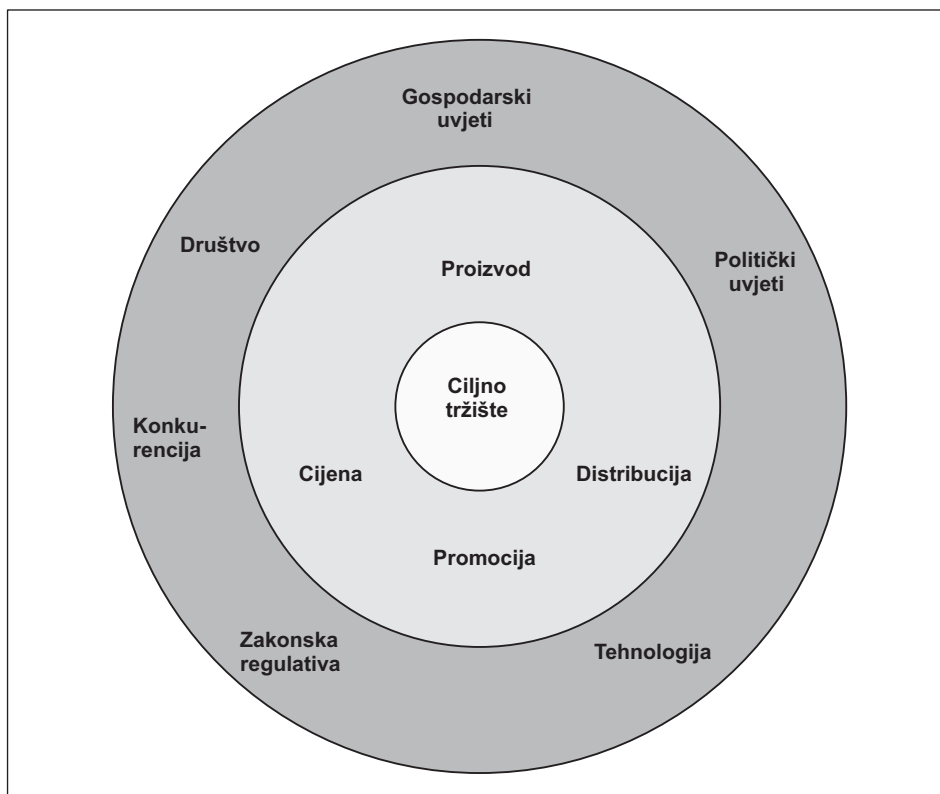 Gospodarski
uvjeti
Društvo
Politički
uvjeti
Proizvod
Ciljno
tržište
Konku-
rencija
Cijena
Distribucija
Promocija
Zakonska
regulativa
Tehnologija